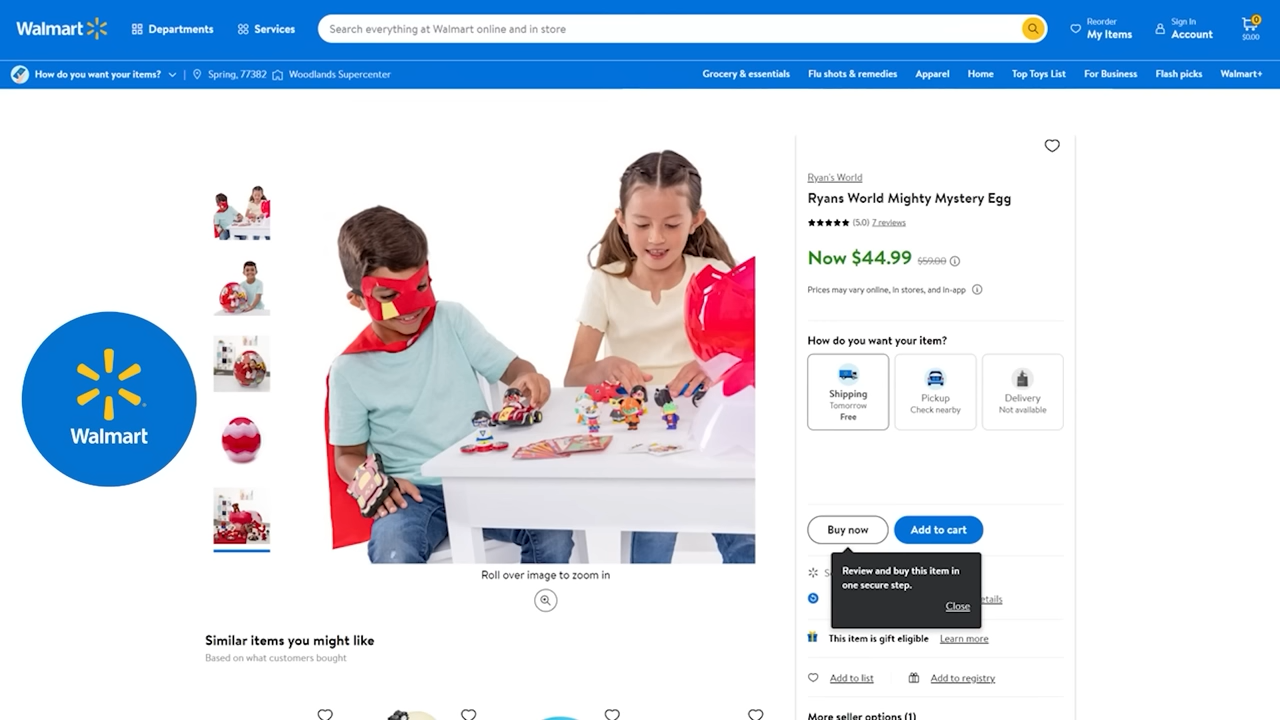 Walmart
Departments
Services
Search everything at Walmart online and in store
Reorder
My Items
Sign In
Account
0
$0.00
How do you want your items?
Spring, 77382
Woodlands Supercenter
Grocery & essentials
Flu shots & remedies
Apparel
Home
Top Toys List
For Business
Flash picks
Walmart+
Walmart
Roll over image to zoom in
Similar items you might like
Based on what customers bought
Ryan's World
Ryans World Mighty Mystery Egg
(5.0) 7 reviews
Now $44.99 $59.00
Prices may vary online, in stores, and in-app
How do you want your item?
Shipping
Tomorrow
Free
Pickup
Check nearby
Delivery
Not available
Buy now
Add to cart
Review and buy this item in
one secure step.
Close
This item is gift eligible Learn more
Add to list
Add to registry
More seller options (1)